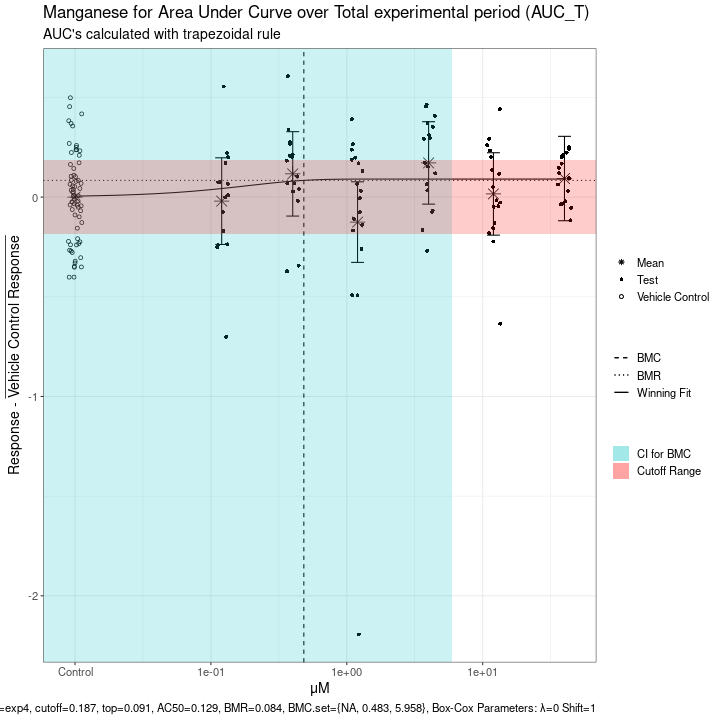 Manganese for Area Under Curve over Total experimental period (AUC_T)
AUC's calculated with trapezoidal rule
Response - Vehicle Control Response
0
-1
-2
Control
1e-01
1e+00
1e+01
µM
Mean
Test
Vehicle Control
BMC
BMR
Winning Fit
CI for BMC
Cutoff Range
=exp4, cutoff=0.187, top=0.091, AC50=0.129, BMR=0.084, BMC.set={NA, 0.483, 5.958}, Box-Cox Parameters: λ=0 Shift=1